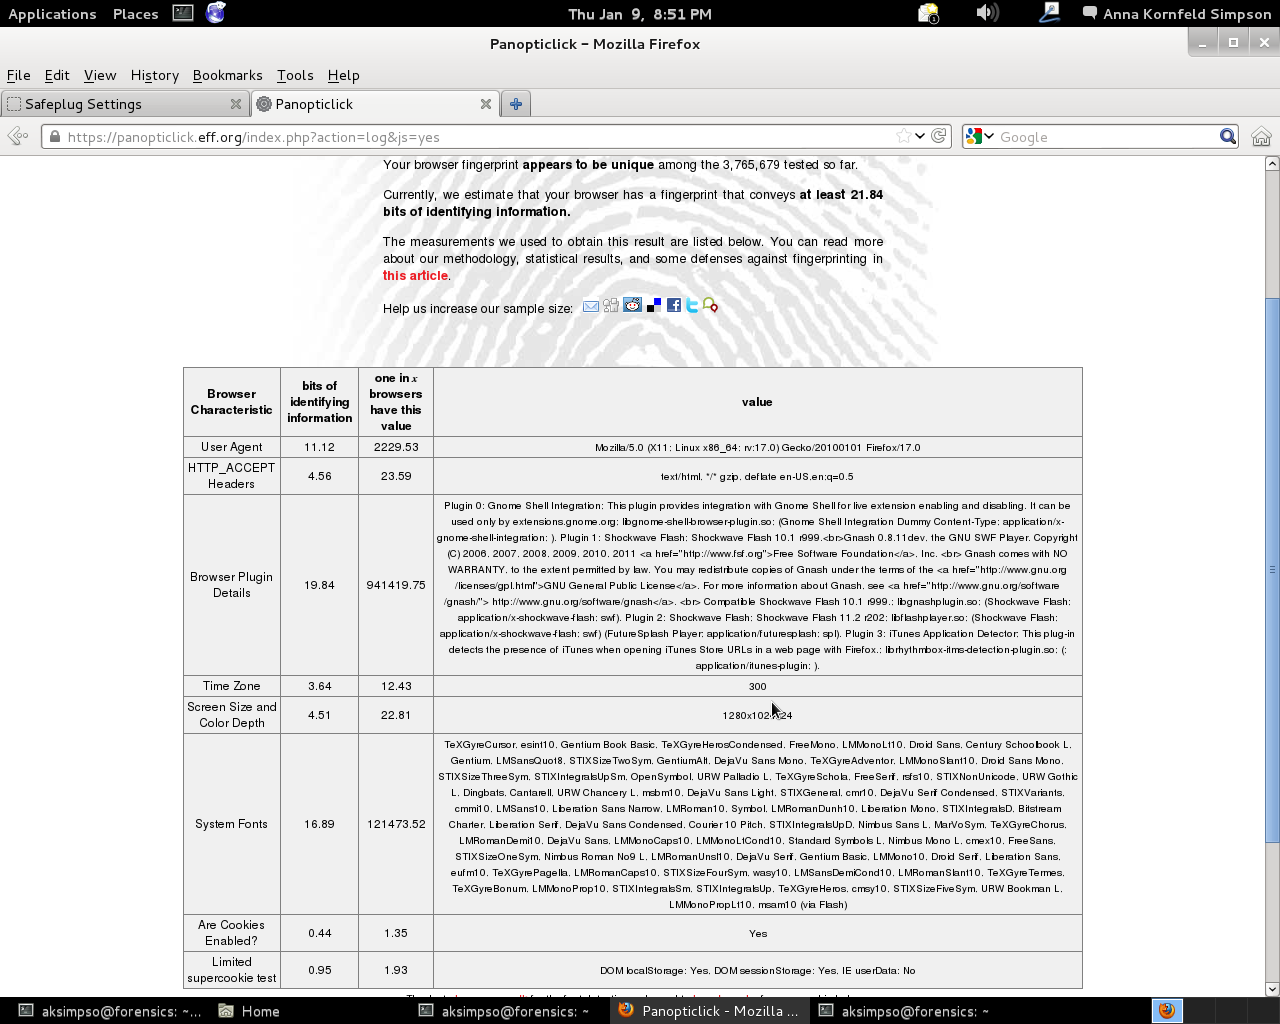 Applications Places Thu Jan 9, 8:51 PM Anna Kornfeld Simpson
Panopticlick – Mozilla Firefox
File Edit View History Bookmarks Tools Help
Safeplug Settings Panopticlick
https://panopticlick.eff.org/index.php?action=log&js=yes Google
Your browser fingerprint appears to be unique among the 3,765,679 tested so far.
Currently, we estimate that your browser has a fingerprint that conveys at least 21.84
bits of identifying information.
The measurements we used to obtain this result are listed below. You can read more
about our methodology, statistical results, and some defenses against fingerprinting in
this article.
Help us increase our sample size:
Browser
Characteristic
bits of
identifying
information
one in x
browsers
have this
value
value
User Agent 11.12 2229.53 Mozilla/5.0 (X11; Linux x86_64; rv:17.0) Gecko/20100101 Firefox/17.0
HTTP_ACCEPT
Headers
4.56 23.59 text/html, */* gzip, deflate en-US,en;q=0.5
Browser Plugin
Details
19.84 941419.75
Plugin 0: Gnome Shell Integration; This plugin provides integration with Gnome Shell for live extension enabling and disabling. It can be
used only by extensions.gnome.org; libgnome-shell-browser-plugin.so; (Gnome Shell Integration Dummy Content-Type; application/x-
gnome-shell-integration; ). Plugin 1: Shockwave Flash; Shockwave Flash 10.1 r999.<br>Gnash 0.8.11dev, the GNU SWF Player. Copyright
(C) 2006, 2007, 2008, 2009, 2010, 2011 <a href="http://www.fsf.org">Free Software Foundation</a>, Inc. <br> Gnash comes with NO
WARRANTY, to the extent permitted by law. You may redistribute copies of Gnash under the terms of the <a href="http://www.gnu.org
/licenses/gpl.html">GNU General Public License</a>. For more information about Gnash, see <a href="http://www.gnu.org/software
/gnash/"> http://www.gnu.org/software/gnash</a>. <br> Compatible Shockwave Flash 10.1 r999.; libgnashplugin.so; (Shockwave Flash;
application/x-shockwave-flash; swf). Plugin 2: Shockwave Flash; Shockwave Flash 11.2 r202; libflashplayer.so; (Shockwave Flash;
application/x-shockwave-flash; swf) (FutureSplash Player; application/futuresplash; spl). Plugin 3: iTunes Application Detector; This plug-in
detects the presence of iTunes when opening iTunes Store URLs in a web page with Firefox.; librhythmbox-itms-detection-plugin.so; (;
application/itunes-plugin; ).
Time Zone 3.64 12.43 300
Screen Size and
Color Depth
4.51 22.81 1280x1024x24
System Fonts 16.89 121473.52
TeXGyreCursor, esint10, Gentium Book Basic, TeXGyreHerosCondensed, FreeMono, LMMonoLt10, Droid Sans, Century Schoolbook L,
Gentium, LMSansQuot8, STIXSizeTwoSym, GentiumAlt, DejaVu Sans Mono, TeXGyreAdventor, LMMonoSlant10, Droid Sans Mono,
STIXSizeThreeSym, STIXIntegralsUpSm, OpenSymbol, URW Palladio L, TeXGyreSchola, FreeSerif, rsfs10, STIXNonUnicode, URW Gothic
L, Dingbats, Cantarell, URW Chancery L, msbm10, DejaVu Sans Light, STIXGeneral, cmr10, DejaVu Serif Condensed, STIXVariants,
cmmi10, LMSans10, Liberation Sans Narrow, LMRoman10, Symbol, LMRomanDunh10, Liberation Mono, STIXIntegralsD, Bitstream
Charter, Liberation Serif, DejaVu Sans Condensed, Courier 10 Pitch, STIXIntegralsUpD, Nimbus Sans L, MarVoSym, TeXGyreChorus,
LMRomanDemi10, DejaVu Sans, LMMonoCaps10, LMMonoLtCond10, Standard Symbols L, Nimbus Mono L, cmex10, FreeSans,
STIXSizeOneSym, Nimbus Roman No9 L, LMRomanUnsl10, DejaVu Serif, Gentium Basic, LMMono10, Droid Serif, Liberation Sans,
eufm10, TeXGyrePagella, LMRomanCaps10, STIXSizeFourSym, wasy10, LMSansDemiCond10, LMRomanSlant10, TeXGyreTermes,
TeXGyreBonum, LMMonoProp10, STIXIntegralsSm, STIXIntegralsUp, TeXGyreHeros, cmsy10, STIXSizeFiveSym, URW Bookman L,
LMMonoPropLt10, msam10 (via Flash)
Are Cookies
Enabled?
0.44 1.35 Yes
Limited
supercookie test
0.95 1.93 DOM localStorage: Yes, DOM sessionStorage: Yes, IE userData: No
aksimpso@forensics: ~... Home aksimpso@forensics: ~ Panopticlick - Mozilla ... aksimpso@forensics: ~